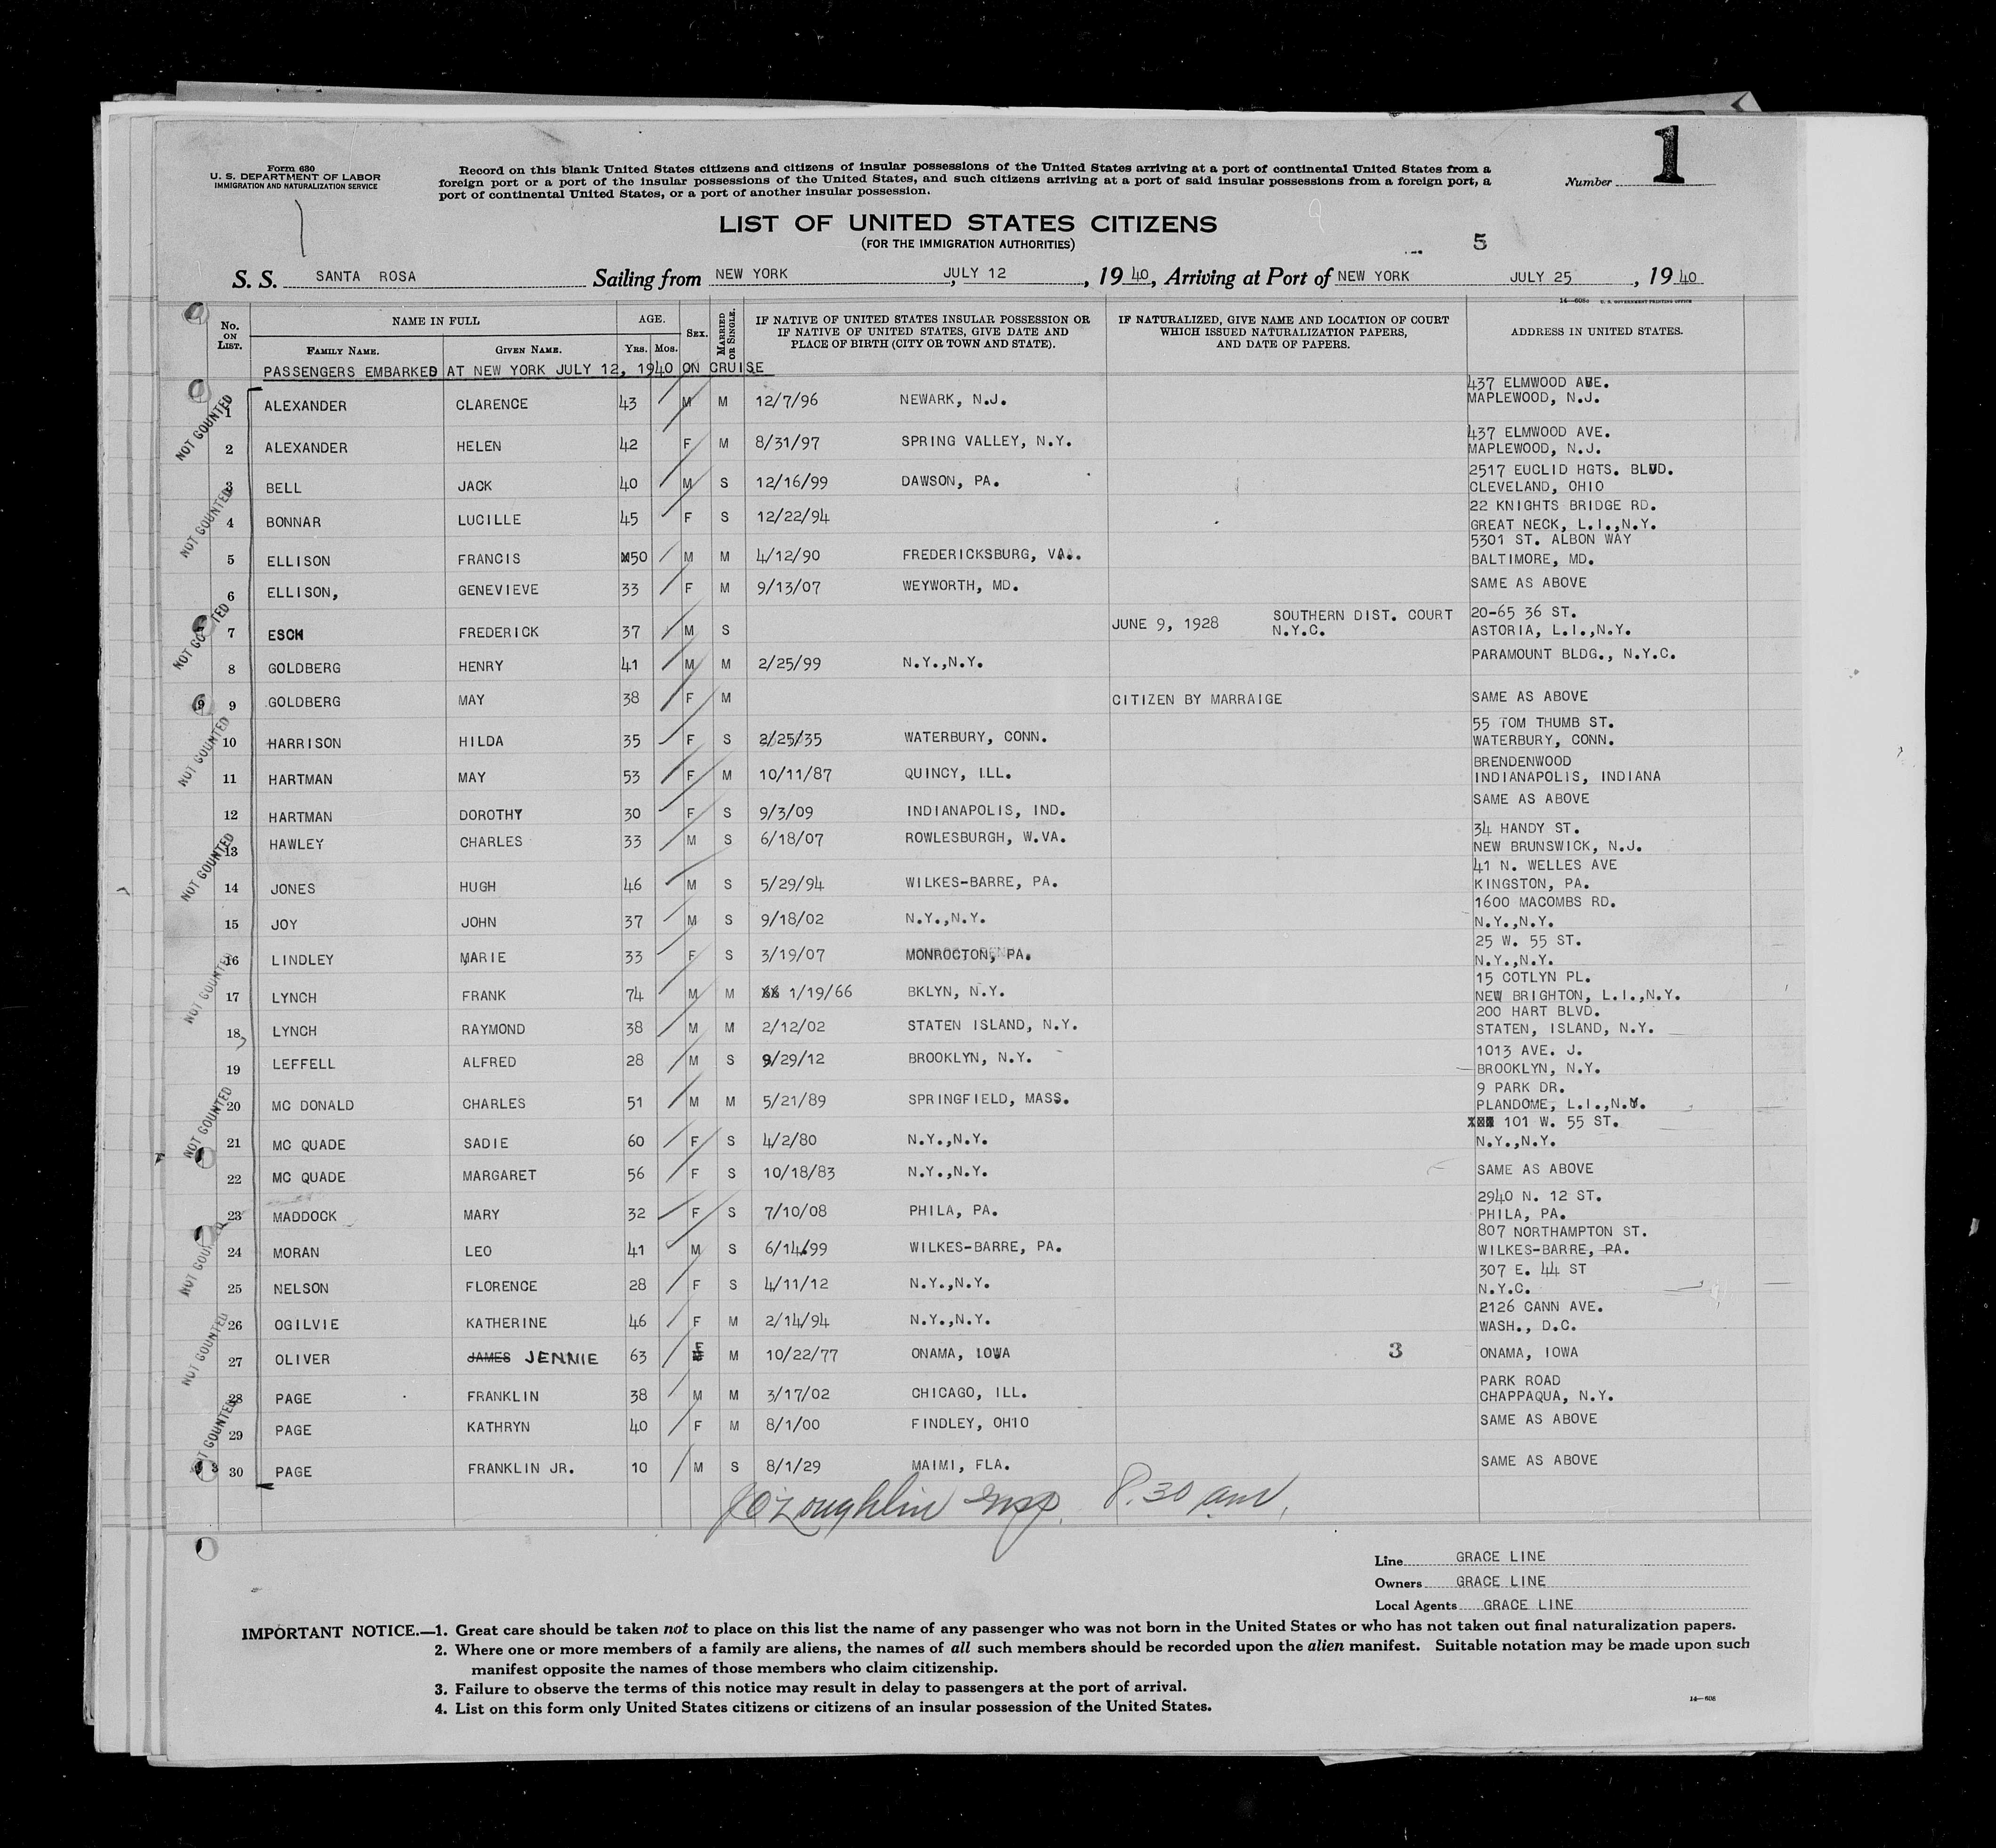 Form 630
U. S. DEPARTMENT OF LABOR
IMMIGRATION AND NATURALIZATION SERVICE
Record on this blank United States citizens and citizens of insular possessions of the United States arriving at a port of continental United States from a
foreign port or a port of the insular possessions of the United States, and such citizens arriving at a port of said insular possessions from a foreign port, a
port of continental United States, or a port of another insular possession.
Number 1
LIST OF UNITED STATES CITIZENS
(FOR THE IMMIGRATION AUTHORITIES)
5
S. S. SANTA ROSA Sailing from NEW YORK, JULY 12, 1940, Arriving at Port of NEW YORK JULY 25, 1940
14—608a U. S. GOVERNMENT PRINTING OFFICE
No. ON LIST. NAME IN FULL AGE. SEX. MARRIED OR SINGLE. IF NATIVE OF UNITED STATES INSULAR POSSESSION OR IF NATIVE OF UNITED STATES, GIVE DATE AND PLACE OF BIRTH (CITY OR TOWN AND STATE). IF NATURALIZED, GIVE NAME AND LOCATION OF COURT WHICH ISSUED NATURALIZATION PAPERS, AND DATE OF PAPERS. ADDRESS IN UNITED STATES.
FAMILY NAME. GIVEN NAME. YRS. MOS.
PASSENGERS EMBARKED AT NEW YORK JULY 12, 1940 ON CRUISE
1 ALEXANDER CLARENCE 43 M M 12/7/96 NEWARK, N.J. 437 ELMWOOD AVE. MAPLEWOOD, N.J.
2 ALEXANDER HELEN 42 F M 8/31/97 SPRING VALLEY, N.Y. 437 ELMWOOD AVE. MAPLEWOOD, N.J.
3 BELL JACK 40 M S 12/16/99 DAWSON, PA. 2517 EUCLID HGTS. BLVD. CLEVELAND, OHIO
4 BONNAR LUCILLE 45 F S 12/22/94 22 KNIGHTS BRIDGE RD. GREAT NECK, L.I.,N.Y.
5 ELLISON FRANCIS 50 M M 4/12/90 FREDERICKSBURG, VA.. 5301 ST. ALBON WAY BALTIMORE, MD.
6 ELLISON, GENEVIEVE 33 F M 9/13/07 WEYWORTH, MD. SAME AS ABOVE
7 ESCH FREDERICK 37 M S JUNE 9, 1928 SOUTHERN DIST. COURT N.Y.C. 20-65 36 ST. ASTORIA, L.I.,N.Y.
8 GOLDBERG HENRY 41 M M 2/25/99 N.Y.,N.Y. PARAMOUNT BLDG., N.Y.C.
9 GOLDBERG MAY 38 F M CITIZEN BY MARRAIGE SAME AS ABOVE
10 HARRISON HILDA 35 F S 2/25/35 WATERBURY, CONN. 55 TOM THUMB ST. WATERBURY, CONN.
11 HARTMAN MAY 53 F M 10/11/87 QUINCY, ILL. BRENDENWOOD INDIANAPOLIS, INDIANA
12 HARTMAN DOROTHY 30 F S 9/3/09 INDIANAPOLIS, IND. SAME AS ABOVE
13 HAWLEY CHARLES 33 M S 6/18/07 ROWLESBURGH, W.VA. 34 HANDY ST. NEW BRUNSWICK, N.J.
14 JONES HUGH 46 M S 5/29/94 WILKES-BARRE, PA. 41 N. WELLES AVE KINGSTON, PA.
15 JOY JOHN 37 M S 9/18/02 N.Y.,N.Y. 1600 MACOMBS RD. N.Y.,N.Y.
16 LINDLEY MARIE 33 F S 3/19/07 MONROCTON, PA. 25 W. 55 ST. N.Y.,N.Y.
17 LYNCH FRANK 74 M M 1/19/66 BKLYN, N.Y. 15 COTLYN PL. NEW BRIGHTON, L.I.,N.Y.
18 LYNCH RAYMOND 38 M M 2/12/02 STATEN ISLAND, N.Y. 200 HART BLVD. STATEN, ISLAND, N.Y.
19 LEFFELL ALFRED 28 M S 9/29/12 BROOKLYN, N.Y. 1013 AVE. J. BROOKLYN, N.Y.
20 MC DONALD CHARLES 51 M M 5/21/89 SPRINGFIELD, MASS. 9 PARK DR. PLANDOME, L.I.,N.Y.
21 MC QUADE SADIE 60 F S 4/2/80 N.Y.,N.Y. 101 W. 55 ST. N.Y.,N.Y.
22 MC QUADE MARGARET 56 F S 10/18/83 N.Y.,N.Y. SAME AS ABOVE
23 MADDOCK MARY 32 F S 7/10/08 PHILA, PA. 2940 N. 12 ST. PHILA, PA.
24 MORAN LEO 41 M S 6/14.99 WILKES-BARRE, PA. 807 NORTHAMPTON ST. WILKES-BARRE, PA.
25 NELSON FLORENCE 28 F S 4/11/12 N.Y.,N.Y. 307 E. 44 ST N.Y.C.
26 OGILVIE KATHERINE 46 F M 2/14/94 N.Y.,N.Y. 2126 CANN AVE. WASH., D.C.
27 OLIVER JAMES JENNIE 63 F M 10/22/77 ONAMA, IOWA 3 ONAMA, IOWA
28 PAGE FRANKLIN 38 M M 3/17/02 CHICAGO, ILL. PARK ROAD CHAPPAQUA, N.Y.
29 PAGE KATHRYN 40 F M 8/1/00 FINDLEY, OHIO SAME AS ABOVE
30 PAGE FRANKLIN JR. 10 M S 8/1/29 MAIMI, FLA. SAME AS ABOVE
NOT COUNTED
NOT COUNTED
NOT COUNTED
NOT COUNTED
NOT COUNTED
NOT COUNTED
NOT COUNTED
NOT COUNTED
NOT COUNTED
NOT COUNTED
O'Loughlin Insp. 8.30 am.
Line GRACE LINE
Owners GRACE LINE
Local Agents GRACE LINE
IMPORTANT NOTICE.—1. Great care should be taken not to place on this list the name of any passenger who was not born in the United States or who has not taken out final naturalization papers.
2. Where one or more members of a family are aliens, the names of all such members should be recorded upon the alien manifest. Suitable notation may be made upon such
manifest opposite the names of those members who claim citizenship.
3. Failure to observe the terms of this notice may result in delay to passengers at the port of arrival.
4. List on this form only United States citizens or citizens of an insular possession of the United States.
14—608